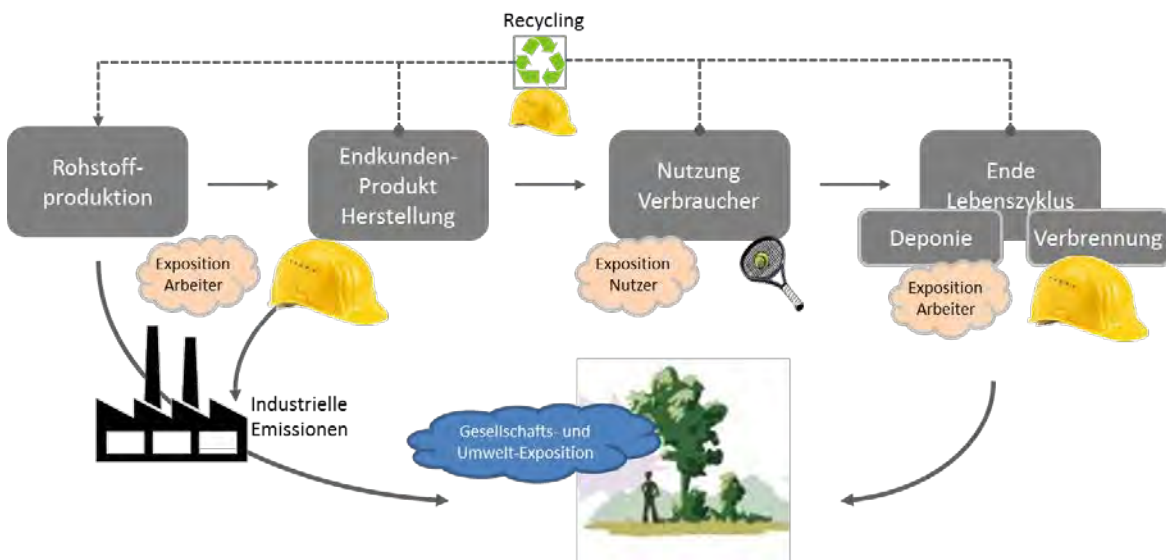 Recycling
Rohstoff-
produktion
Endkunden-
Produkt
Herstellung
Nutzung
Verbraucher
Ende
Lebenszyklus
Deponie
Verbrennung
Exposition
Arbeiter
Exposition
Nutzer
Exposition
Arbeiter
Industrielle
Emissionen
Gesellschafts- und
Umwelt-Exposition